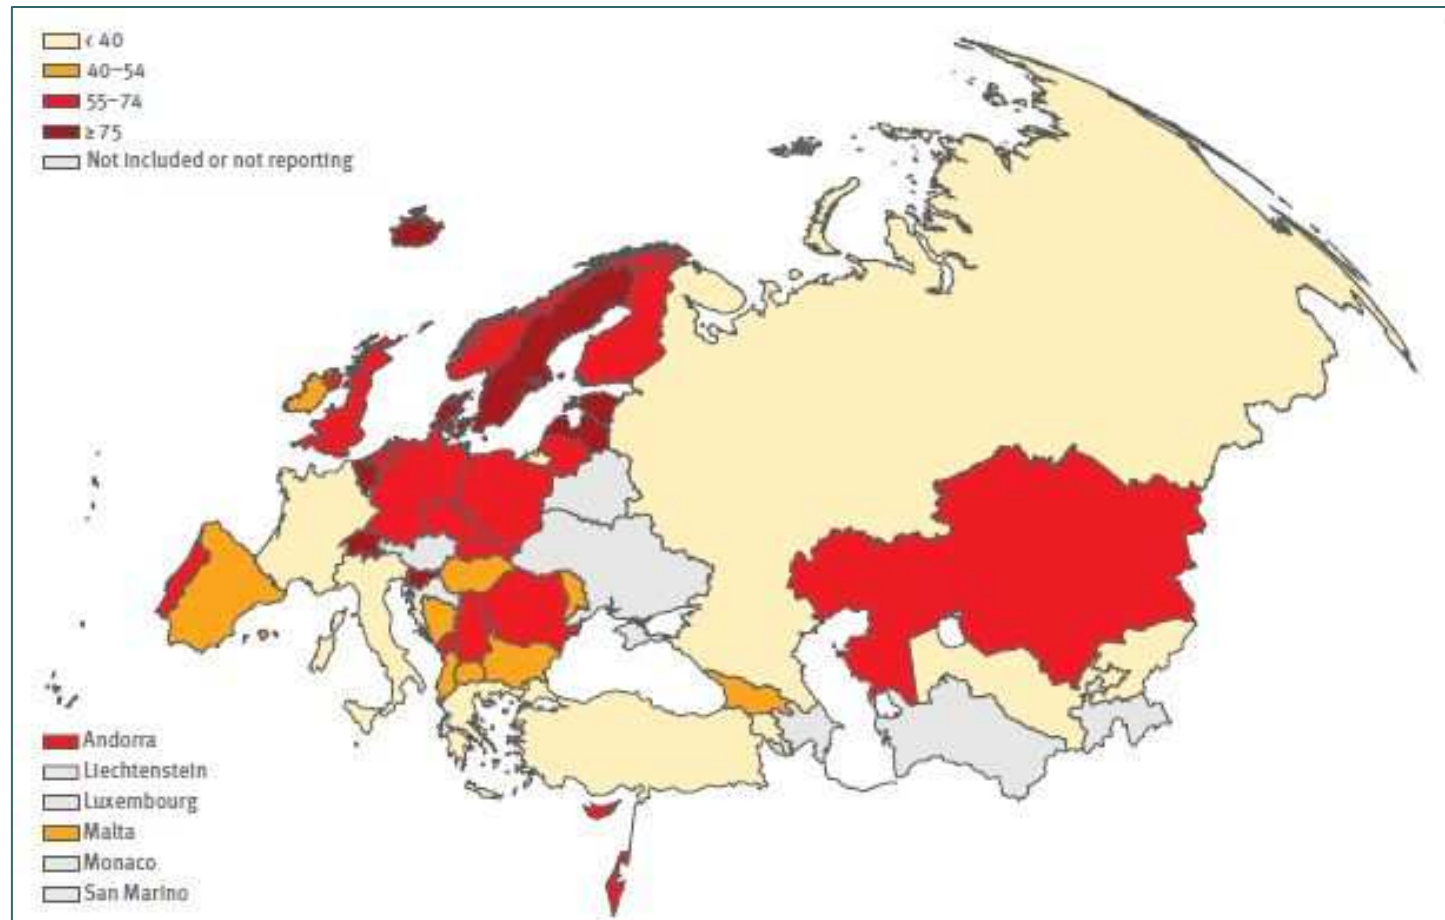 < 40
40–54
55–74
≥ 75
Not included or not reporting
Andorra
Liechtenstein
Luxembourg
Malta
Monaco
San Marino